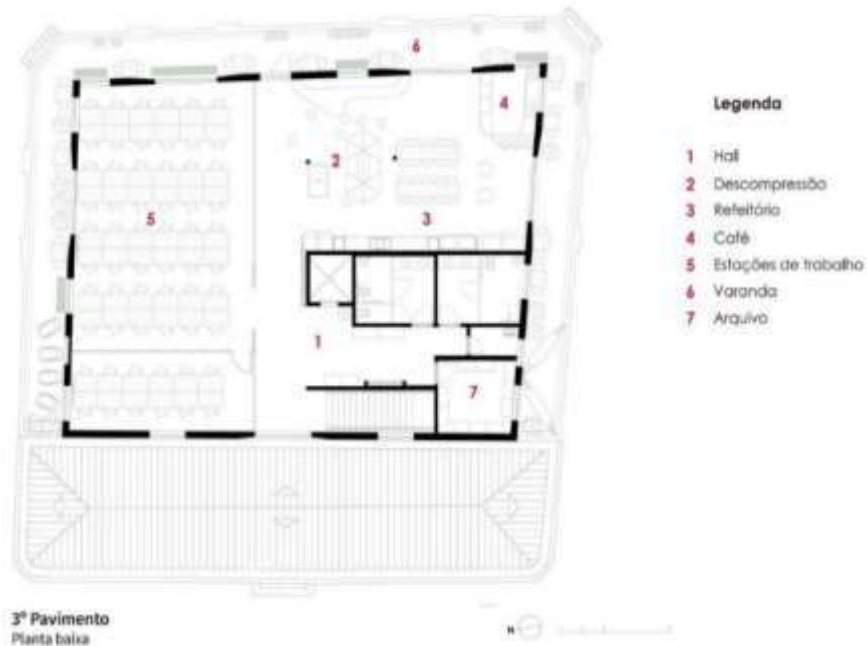 6
4
2
5
3
1
7
Legenda
1 Hall
2 Descompressão
3 Refeitório
4 Café
5 Estações de trabalho
6 Varanda
7 Arquivo
3º Pavimento
Planta baixa
N